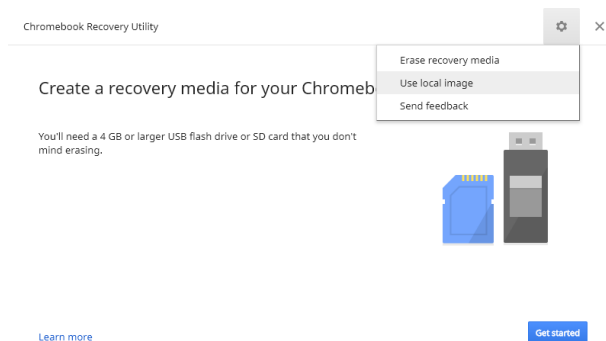 Chromebook Recovery Utility
Erase recovery media
Use local image
Send feedback
Create a recovery media for your Chromeb
You'll need a 4 GB or larger USB flash drive or SD card that you don't
mind erasing.
Learn more
Get started